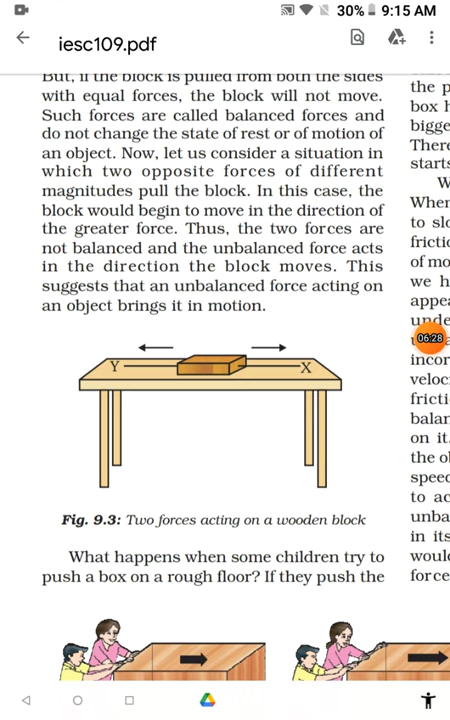 30% 9:15 AM
iesc109.pdf
But, if the block is pulled from both the sides
with equal forces, the block will not move.
Such forces are called balanced forces and
do not change the state of rest or of motion of
an object. Now, let us consider a situation in
which two opposite forces of different
magnitudes pull the block. In this case, the
block would begin to move in the direction of
the greater force. Thus, the two forces are
not balanced and the unbalanced force acts
in the direction the block moves. This
suggests that an unbalanced force acting on
an object brings it in motion.
Y X
Fig. 9.3: Two forces acting on a wooden block
What happens when some children try to
push a box on a rough floor? If they push the
the p
box h
bigge
There
starts
W
When
to slo
frictio
of mo
we h
appea
unde
06:28
incor
veloc
fricti
balan
on it.
the ol
speed
to ac
unba
in its
would
force